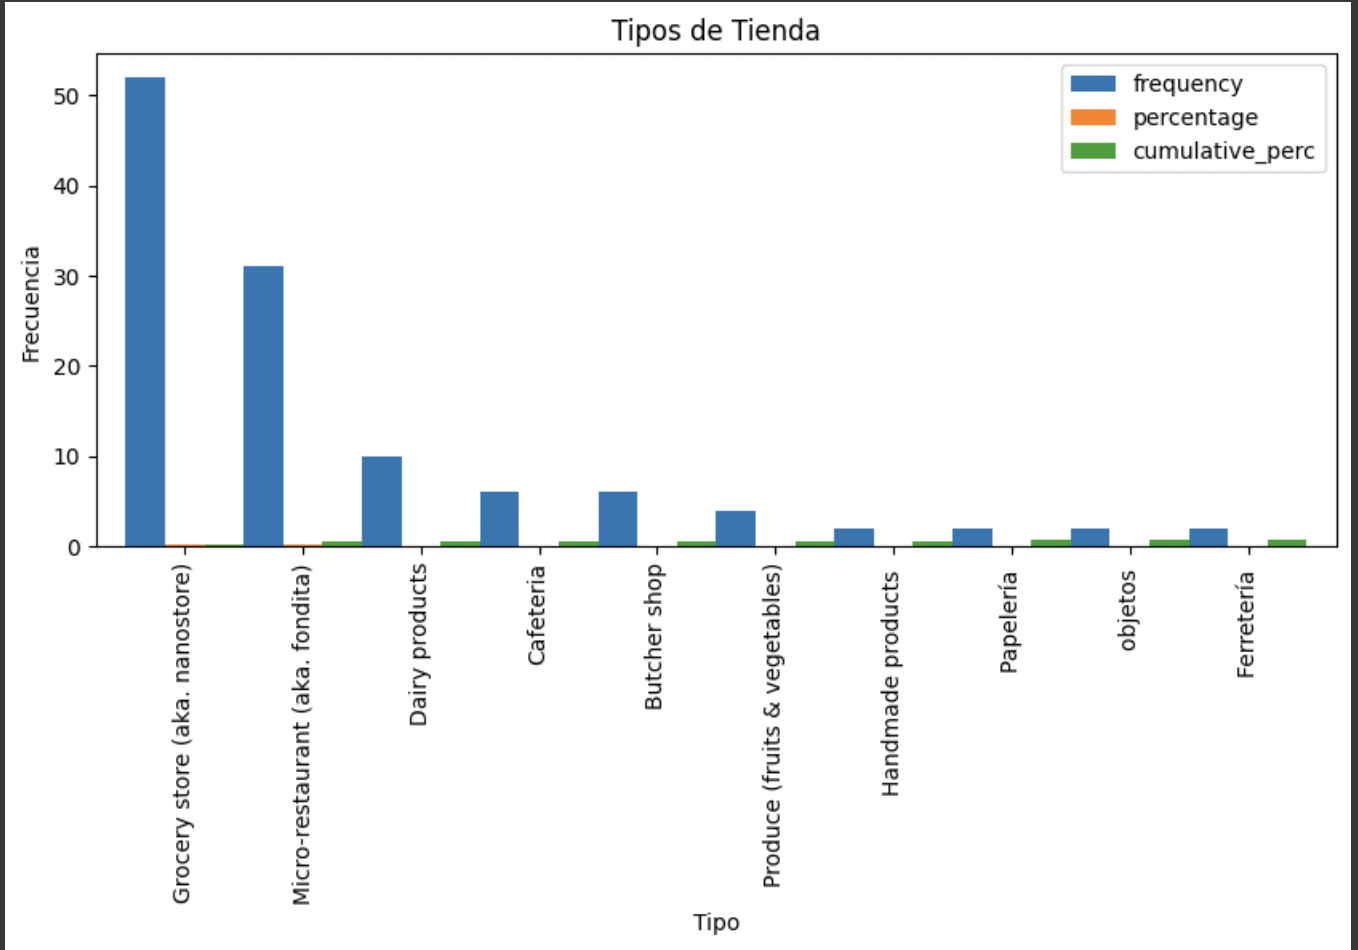 Tipos de Tienda
frequency
percentage
cumulative_perc
Frecuencia
50
40
30
20
10
0
Grocery store (aka. nanostore)
Micro-restaurant (aka. fondita)
Dairy products
Cafeteria
Butcher shop
Produce (fruits & vegetables)
Handmade products
Papelería
objetos
Ferretería
Tipo